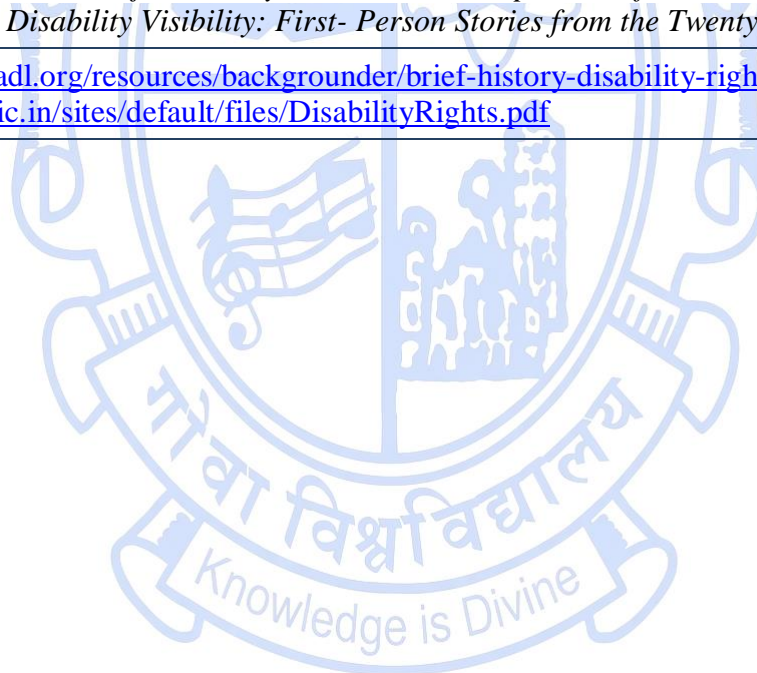 Disability Visibility: First- Person Stories from the Twenty
adl.org/resources/backgrounder/brief-history-disability-righ
ic.in/sites/default/files/DisabilityRights.pdf
गोंवा विश्वविद्यालय
Knowledge is Divine